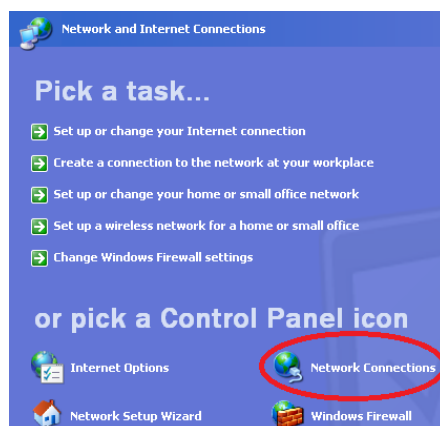 Network and Internet Connections
Pick a task...
Set up or change your Internet connection
Create a connection to the network at your workplace
Set up or change your home or small office network
Set up a wireless network for a home or small office
Change Windows Firewall settings
or pick a Control Panel icon
Internet Options
Network Connections
Network Setup Wizard
Windows Firewall